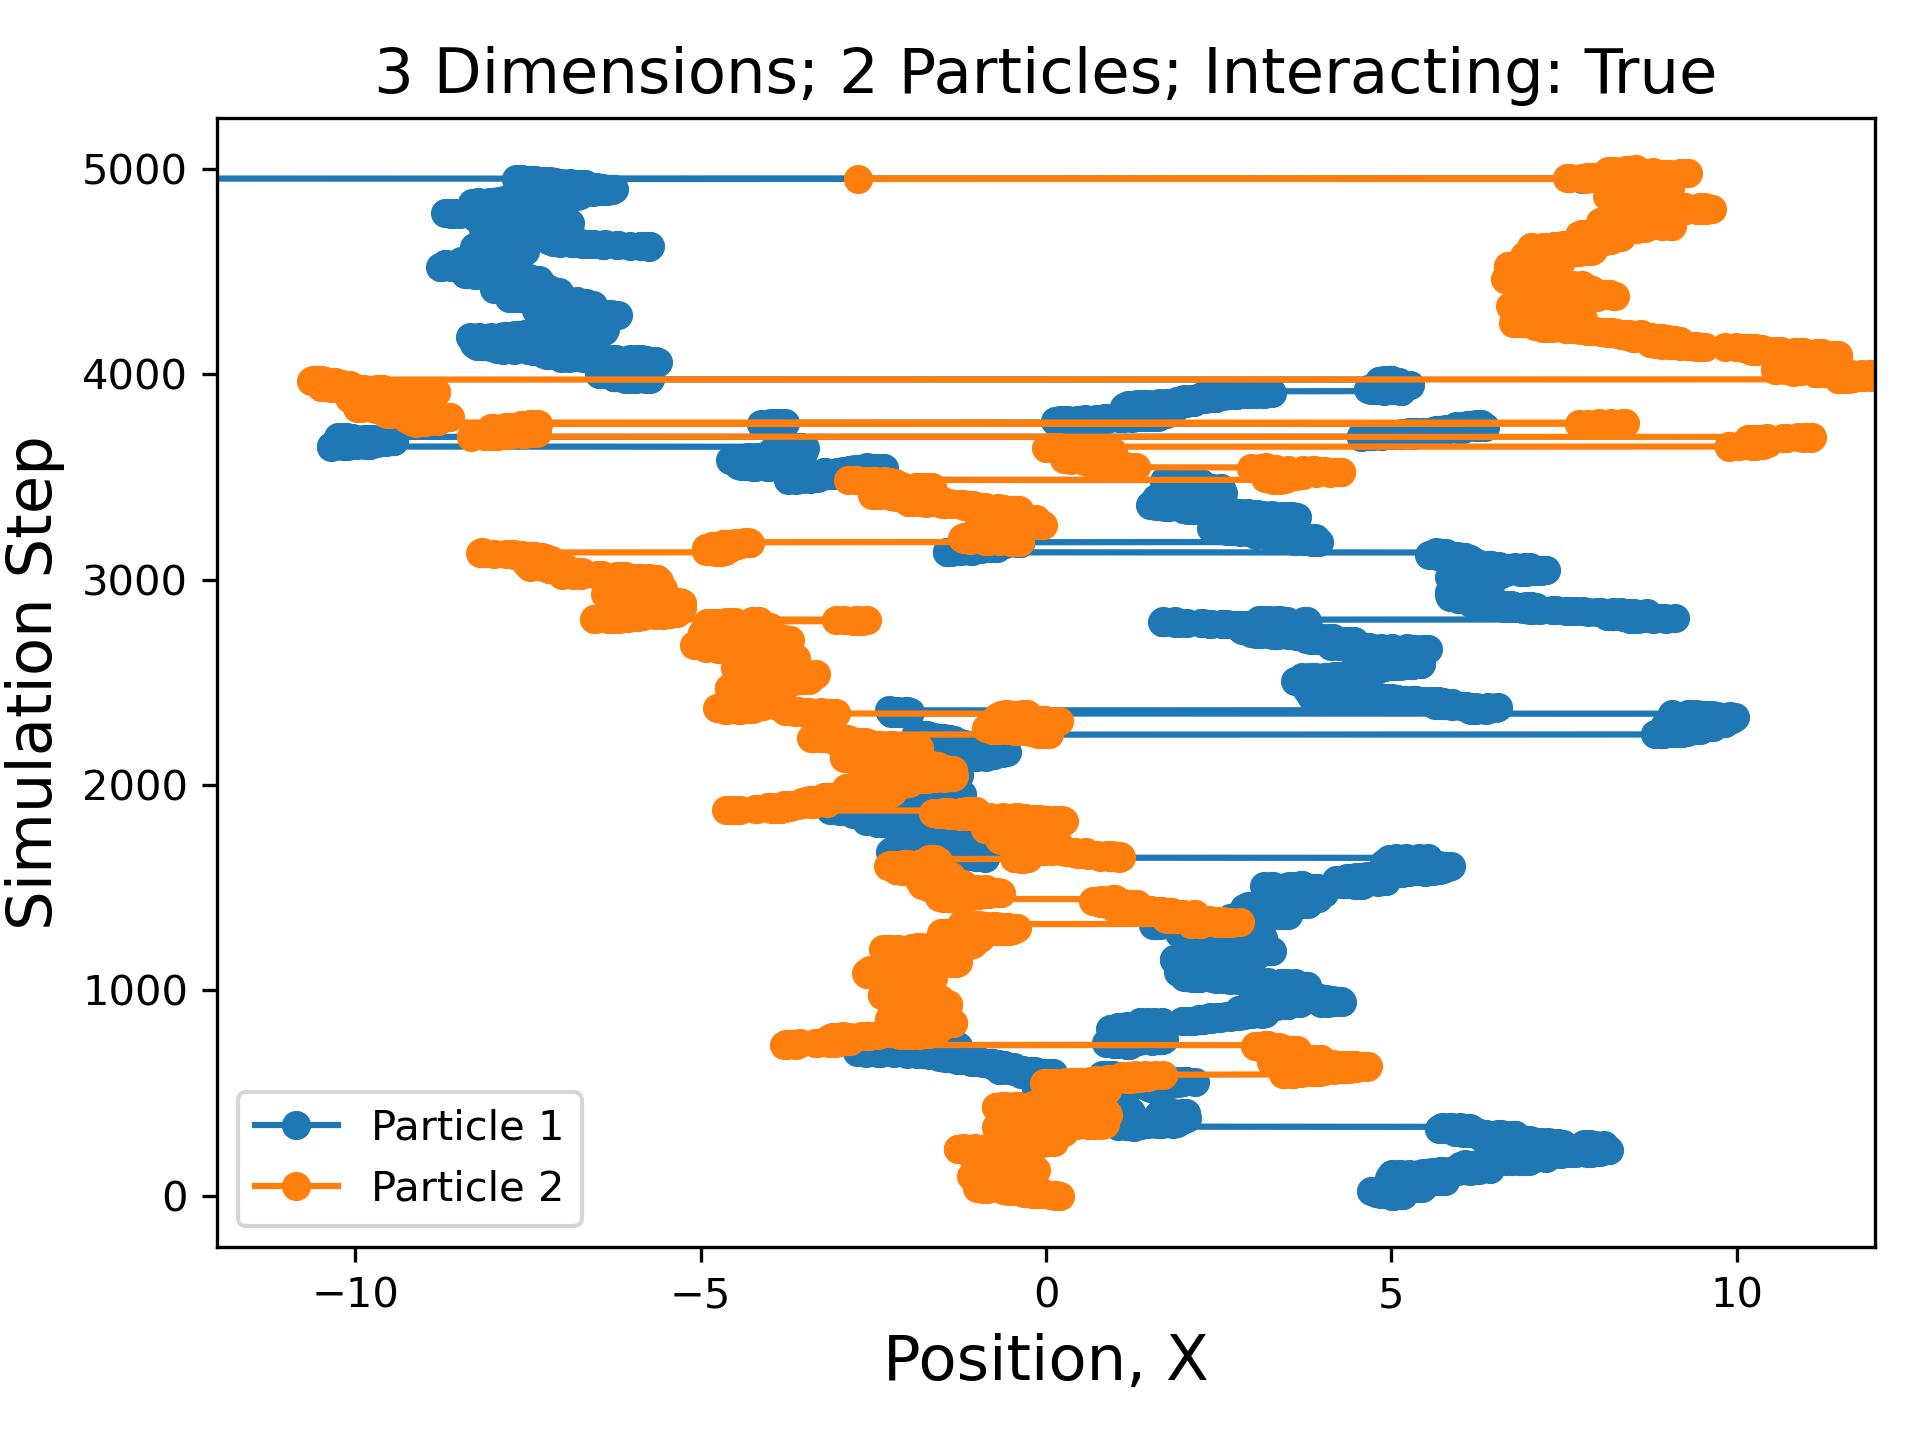 3 Dimensions; 2 Particles; Interacting: True
Simulation Step
5000
4000
3000
2000
1000
0
Particle 1
Particle 2
−10
−5
0
5
10
Position, X